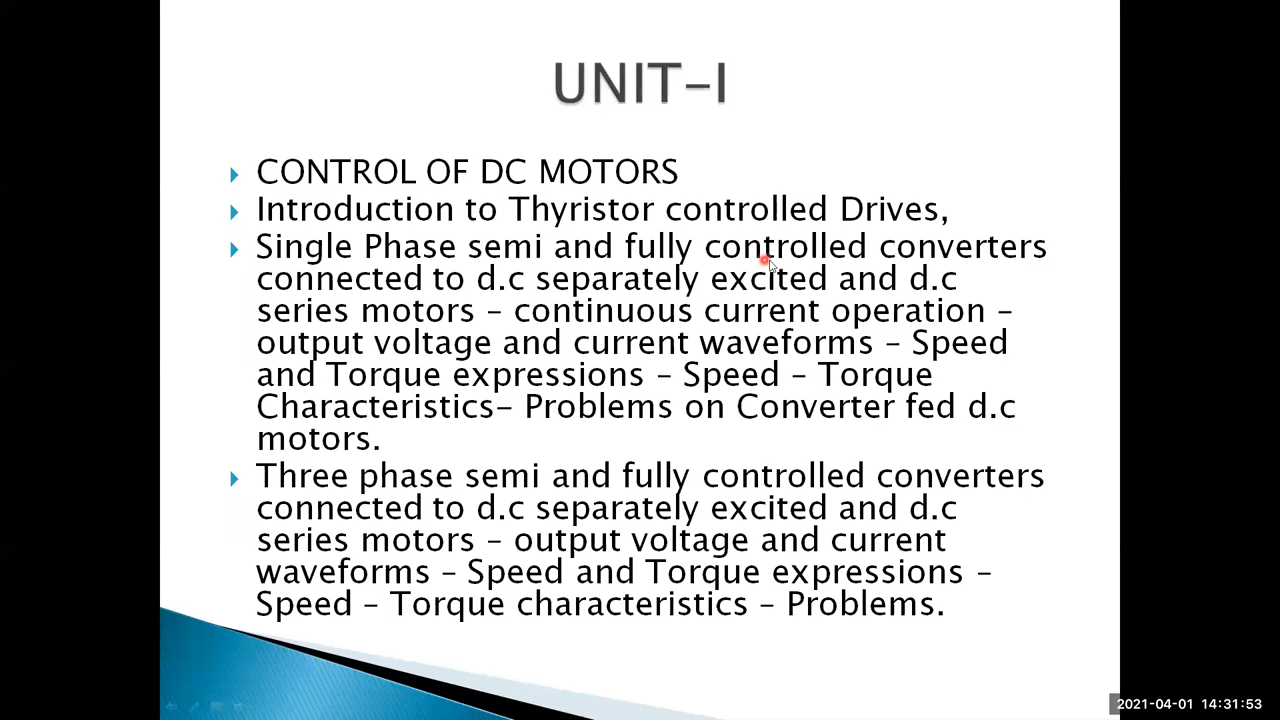 UNIT-I
CONTROL OF DC MOTORS
Introduction to Thyristor controlled Drives,
Single Phase semi and fully controlled converters
connected to d.c separately excited and d.c
series motors – continuous current operation –
output voltage and current waveforms – Speed
and Torque expressions – Speed – Torque
Characteristics– Problems on Converter fed d.c
motors.
Three phase semi and fully controlled converters
connected to d.c separately excited and d.c
series motors – output voltage and current
waveforms – Speed and Torque expressions –
Speed – Torque characteristics – Problems.
2021-04-01 14:31:53